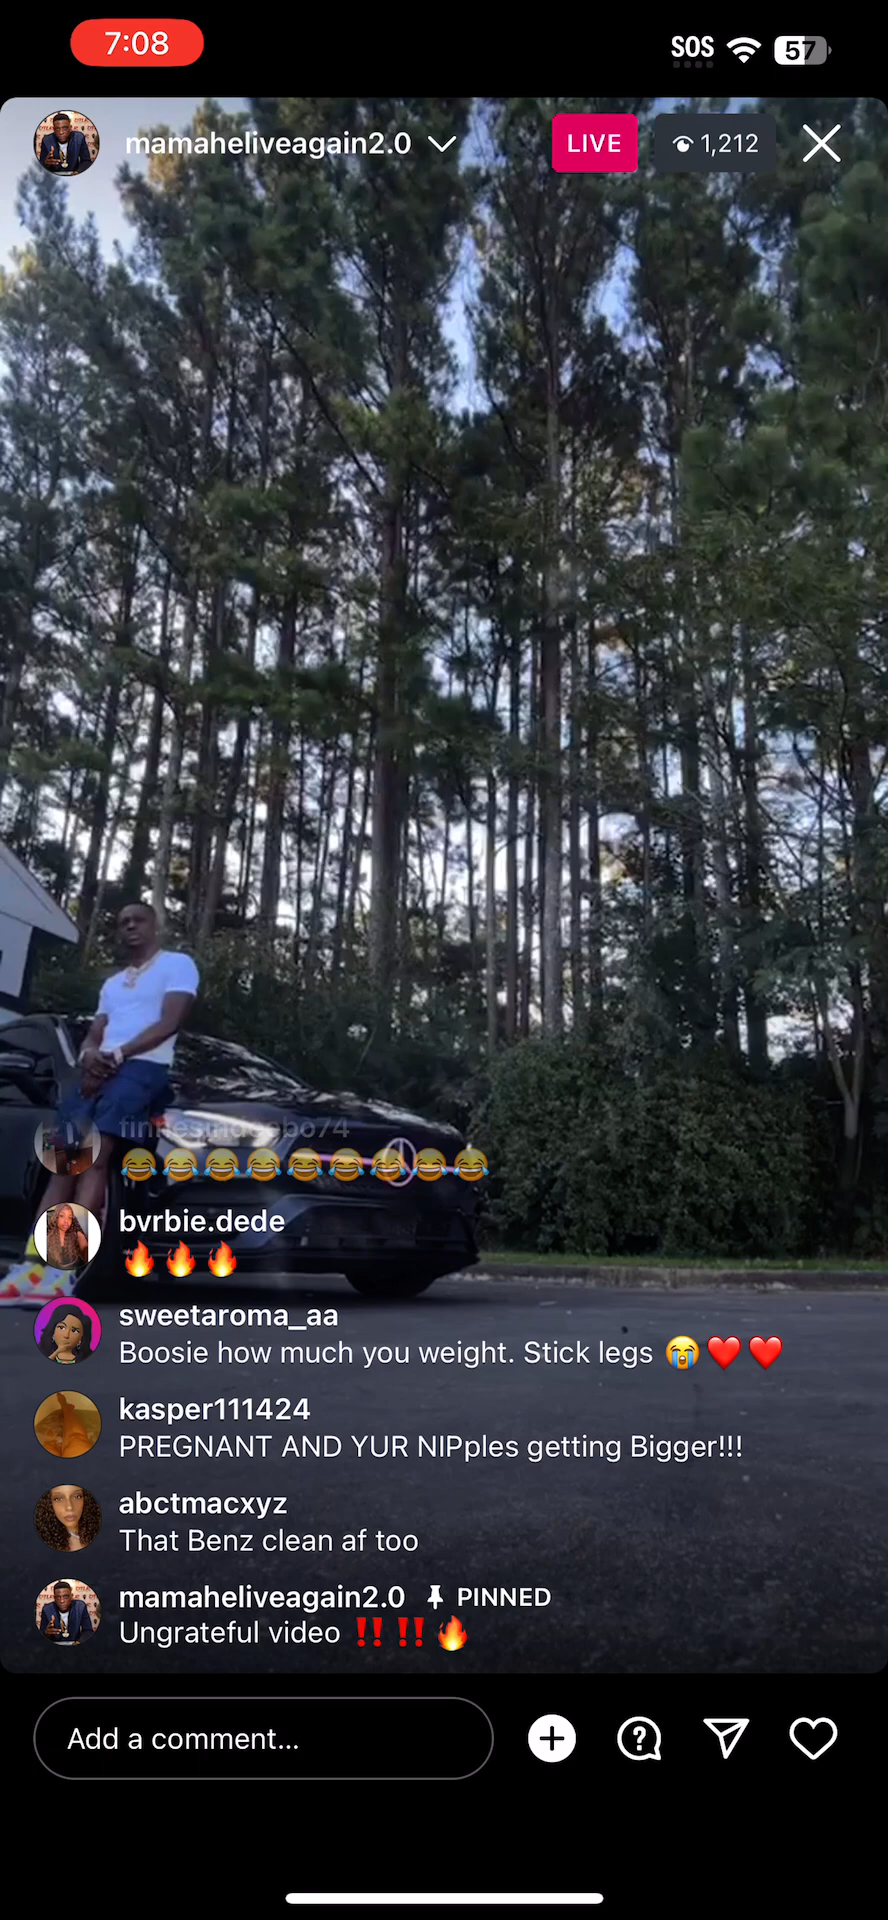 7:08
SOS
57
mamaheliveagain2.0
LIVE
1,212
😂😂😂😂😂😂😂😂😂
bvrbie.dede
🔥🔥🔥
sweetaroma_aa
Boosie how much you weight. Stick legs 😭❤️❤️
kasper111424
PREGNANT AND YUR NIPples getting Bigger!!!
abctmacxyz
That Benz clean af too
mamaheliveagain2.0 PINNED
Ungrateful video ‼️‼️🔥
Add a comment...